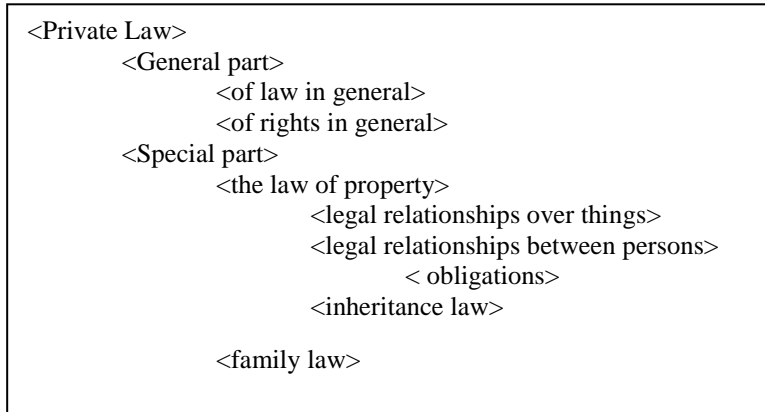 <Private Law>
<General part>
<of law in general>
<of rights in general>
<Special part>
<the law of property>
<legal relationships over things>
<legal relationships between persons>
< obligations>
<inheritance law>
<family law>